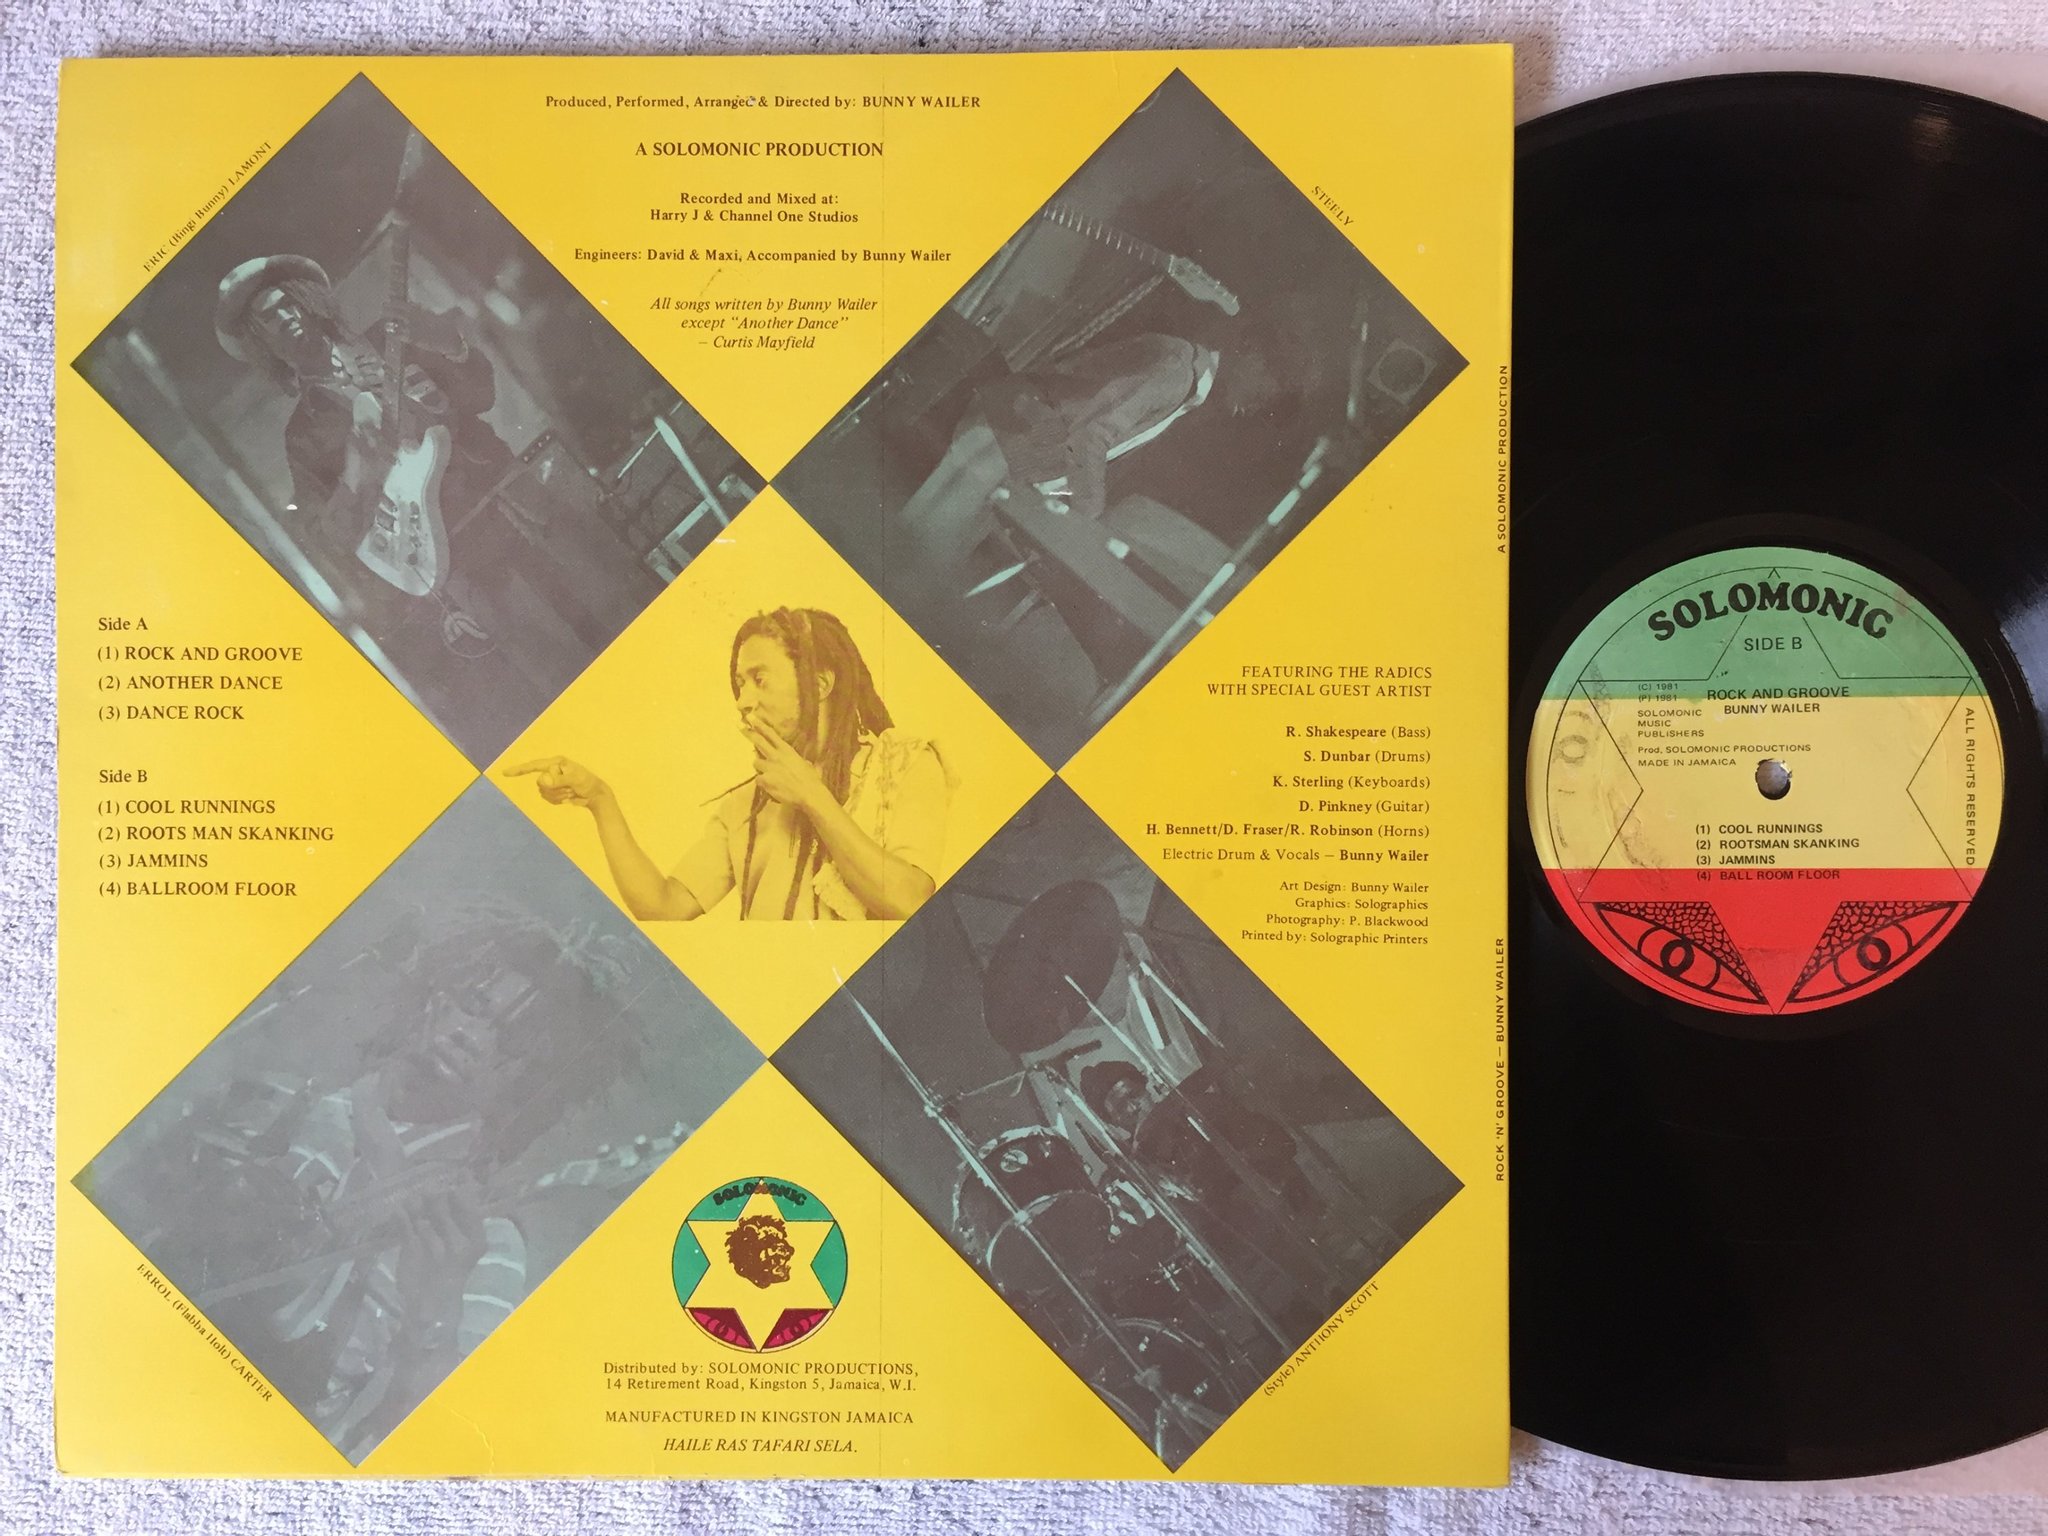 Produced, Performed, Arranged & Directed by: BUNNY WAILER
A SOLOMONIC PRODUCTION
Recorded and Mixed at:
Harry J & Channel One Studios
Engineers: David & Maxi, Accompanied by Bunny Wailer
All songs written by Bunny Wailer
except "Another Dance"
– Curtis Mayfield
ERIC (Bingi Bunny) LAMONT
STEELY
Side A
(1) ROCK AND GROOVE
(2) ANOTHER DANCE
(3) DANCE ROCK
Side B
(1) COOL RUNNINGS
(2) ROOTS MAN SKANKING
(3) JAMMINS
(4) BALLROOM FLOOR
FEATURING THE RADICS
WITH SPECIAL GUEST ARTIST
R. Shakespeare (Bass)
S. Dunbar (Drums)
K. Sterling (Keyboards)
D. Pinkney (Guitar)
H. Bennett/D. Fraser/R. Robinson (Horns)
Electric Drum & Vocals – Bunny Wailer
Art Design: Bunny Wailer
Graphics: Solographics
Photography: P. Blackwood
Printed by: Solographic Printers
ERROL (Flabba Holt) CARTER
(Style) ANTHONY SCOTT
SOLOMONIC
Distributed by: SOLOMONIC PRODUCTIONS,
14 Retirement Road, Kingston 5, Jamaica, W.I.
MANUFACTURED IN KINGSTON JAMAICA
HAILE RAS TAFARI SELA.
A SOLOMONIC PRODUCTION
ROCK 'N' GROOVE – BUNNY WAILER
SOLOMONIC
SIDE B
(C) 1981
(P) 1981
ROCK AND GROOVE
BUNNY WAILER
SOLOMONIC
MUSIC
PUBLISHERS
Prod. SOLOMONIC PRODUCTIONS
MADE IN JAMAICA
ALL RIGHTS RESERVED
(1) COOL RUNNINGS
(2) ROOTSMAN SKANKING
(3) JAMMINS
(4) BALL ROOM FLOOR